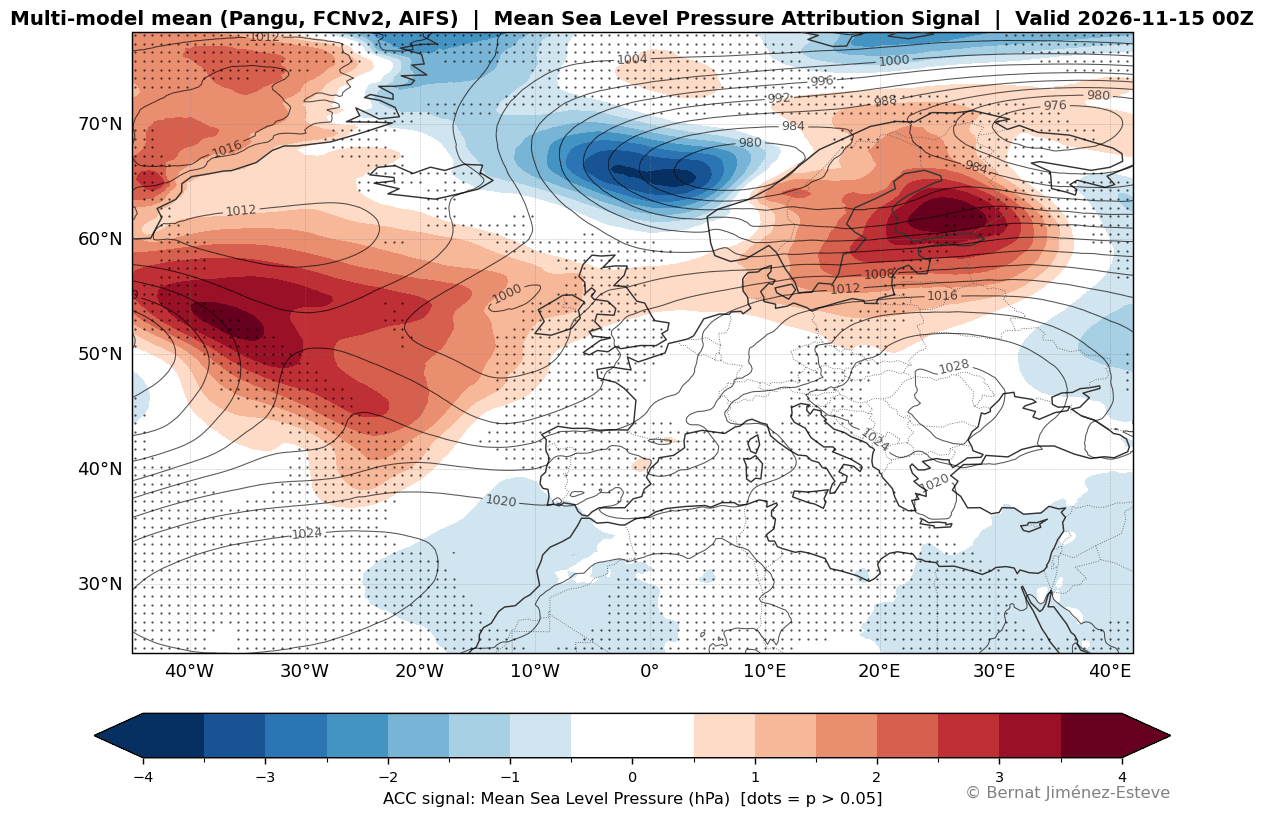 Multi-model mean (Pangu, FCNv2, AIFS)  |  Mean Sea Level Pressure Attribution Signal  |  Valid 2026-11-15 00Z
1012
1004
1000
996
992
988
980
976
984
980
984
1016
1012
1008
1000
1012
1016
1028
1024
1020
1020
1024
70°N
60°N
50°N
40°N
30°N
40°W 30°W 20°W 10°W 0° 10°E 20°E 30°E 40°E
−4 −3 −2 −1 0 1 2 3 4
ACC signal: Mean Sea Level Pressure (hPa)  [dots = p > 0.05]
© Bernat Jiménez-Esteve